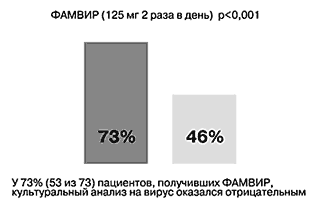 ФАМВИР (125 мг 2 раза в день) p<0,001
73%
46%
У 73% (53 из 73) пациентов, получивших ФАМВИР,
культуральный анализ на вирус оказался отрицательным